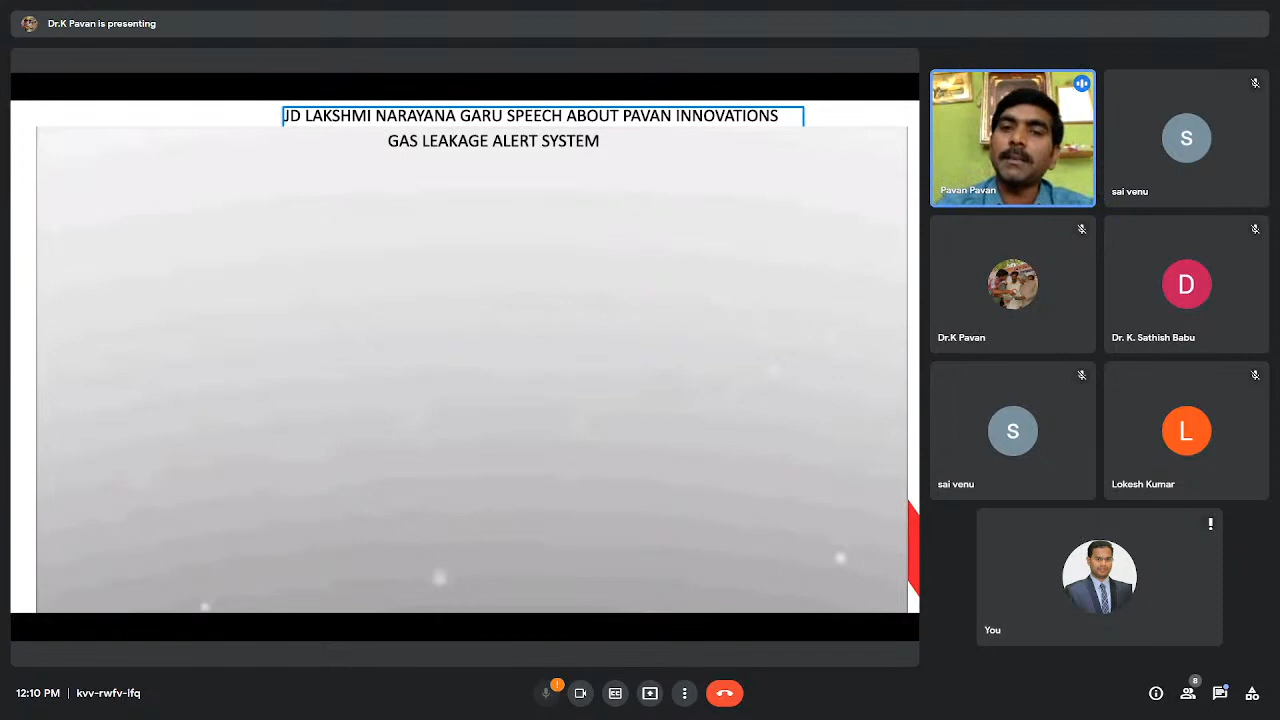 Dr.K Pavan is presenting
JD LAKSHMI NARAYANA GARU SPEECH ABOUT PAVAN INNOVATIONS
GAS LEAKAGE ALERT SYSTEM
Pavan Pavan
S
sai venu
Dr.K Pavan
D
Dr. K. Sathish Babu
S
sai venu
L
Lokesh Kumar
You
12:10 PM | kvv-rwfv-ifq
8